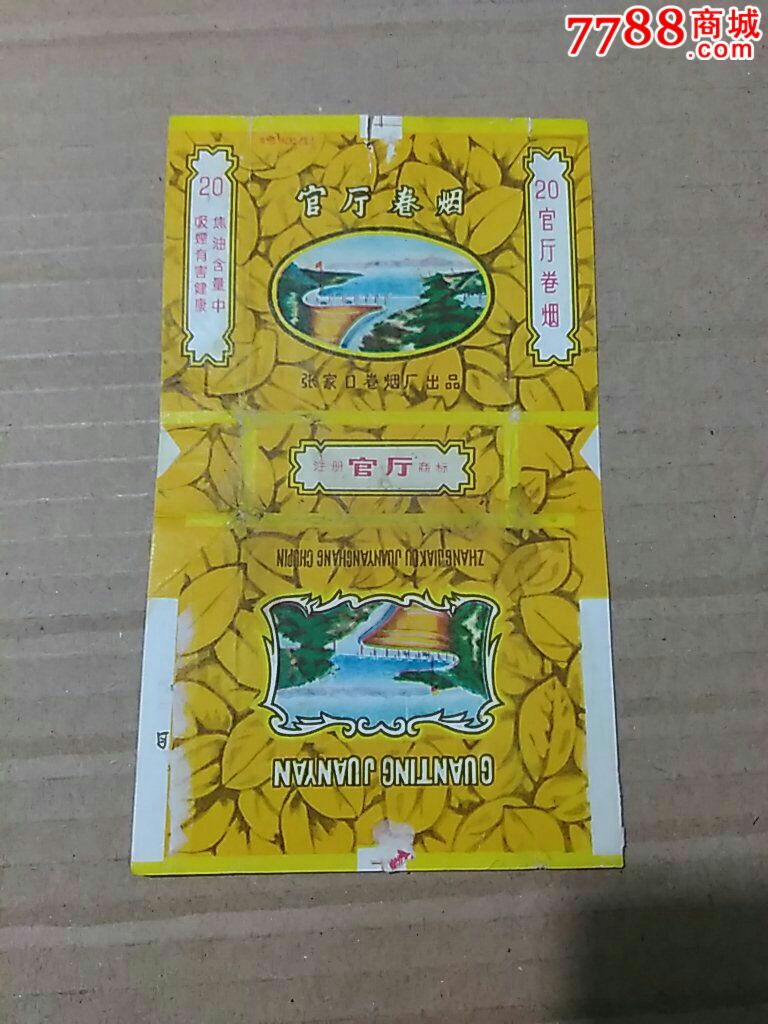 7788商城
.com
20
焦油含量中
吸烟有害健康
官厅卷烟
张家口卷烟厂出品
20
官厅卷烟
注册 官厅 商标
ZHANGJIAKOU JUANYANCHANG CHUPIN
GUANTING JUANYAN